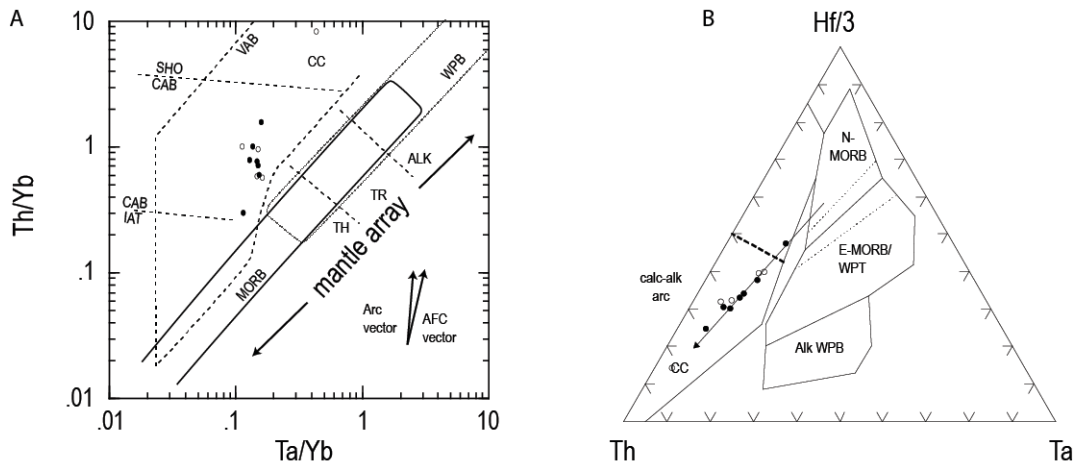 A
10
1
.1
.01
Th/Yb
SHO
CAB
VAB
CC
WPB
CAB
IAT
ALK
TR
TH
MORB
mantle array
Arc
vector
AFC
vector
.01
0.1
1
10
Ta/Yb
B
Hf/3
N-
MORB
E-MORB/
WPT
calc-alk
arc
Alk WPB
CC
Th
Ta